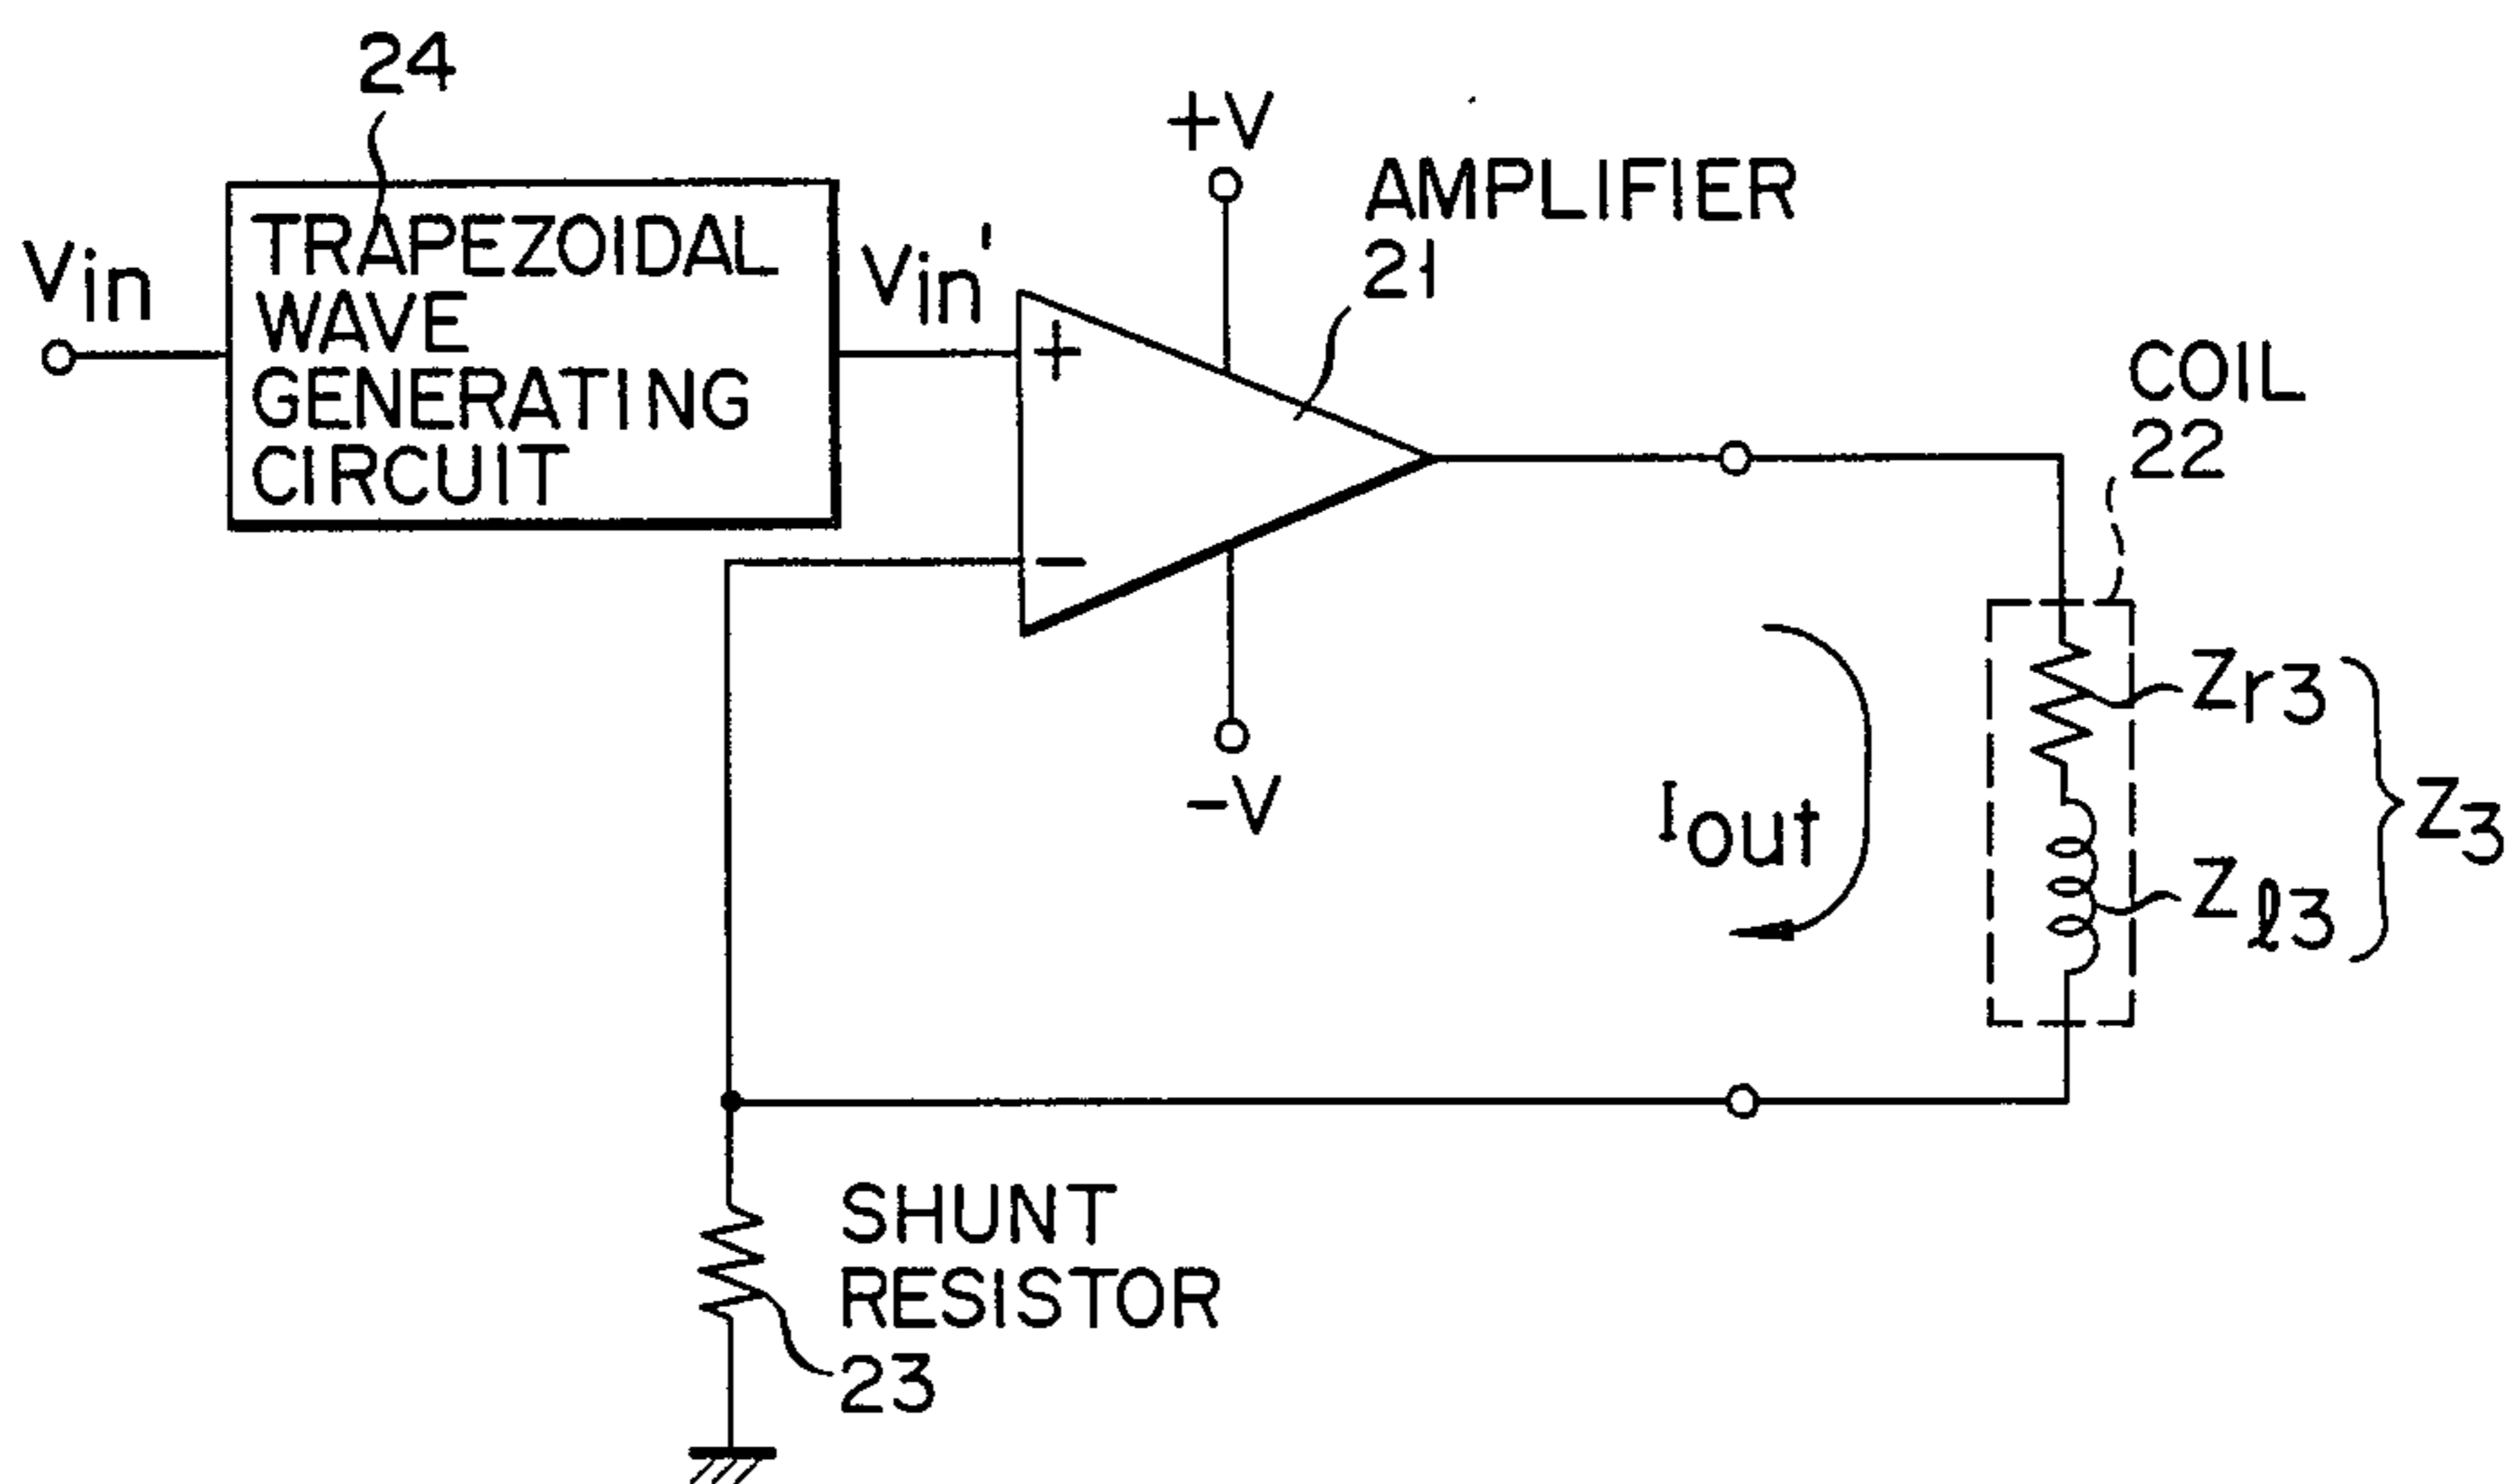 24
+V
AMPLIFIER
21
Vin
TRAPEZOIDAL
WAVE
GENERATING
CIRCUIT
Vin'
+
COIL
22
−
Zr3
Iout
Z3
−V
Zℓ3
SHUNT
RESISTOR
23